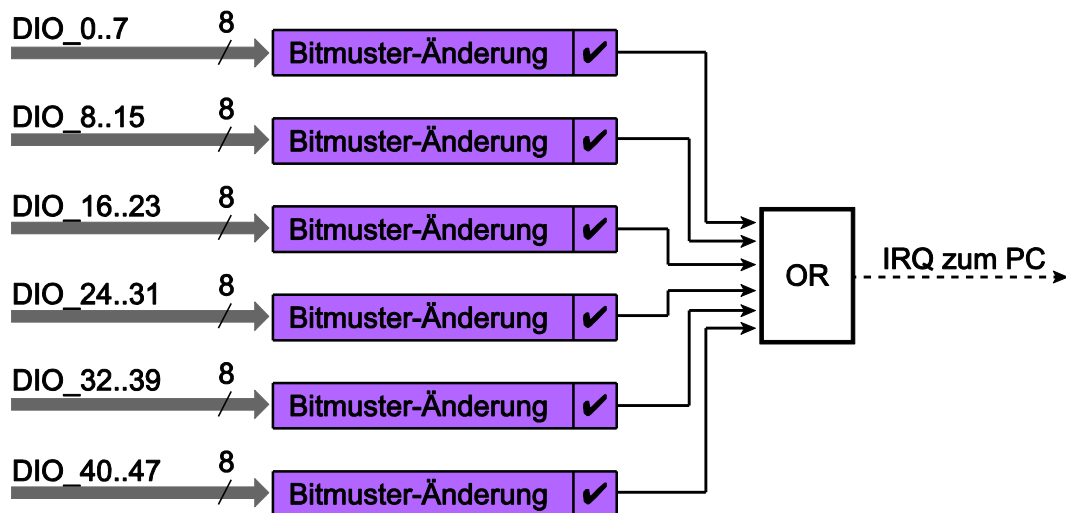 DIO_0..7 8
Bitmuster-Änderung ✔
DIO_8..15 8
Bitmuster-Änderung ✔
DIO_16..23 8
Bitmuster-Änderung ✔
DIO_24..31 8
Bitmuster-Änderung ✔
DIO_32..39 8
Bitmuster-Änderung ✔
DIO_40..47 8
Bitmuster-Änderung ✔
OR
IRQ zum PC